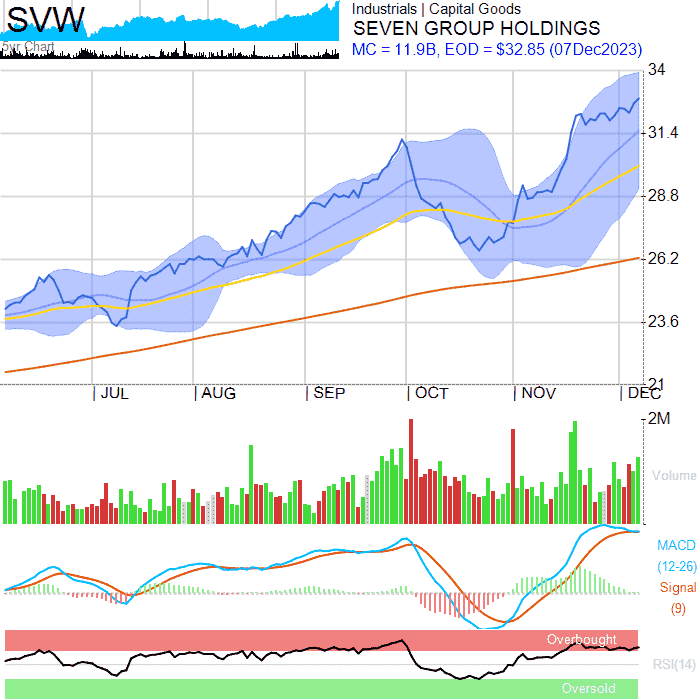 SVW
5yr Chart
Industrials | Capital Goods
SEVEN GROUP HOLDINGS
MC = 11.9B, EOD = $32.85 (07Dec2023)
34
31.4
28.8
26.2
23.6
21
JUL
AUG
SEP
OCT
NOV
DEC
2M
Volume
MACD
(12-26)
Signal
(9)
Overbought
RSI(14)
Oversold